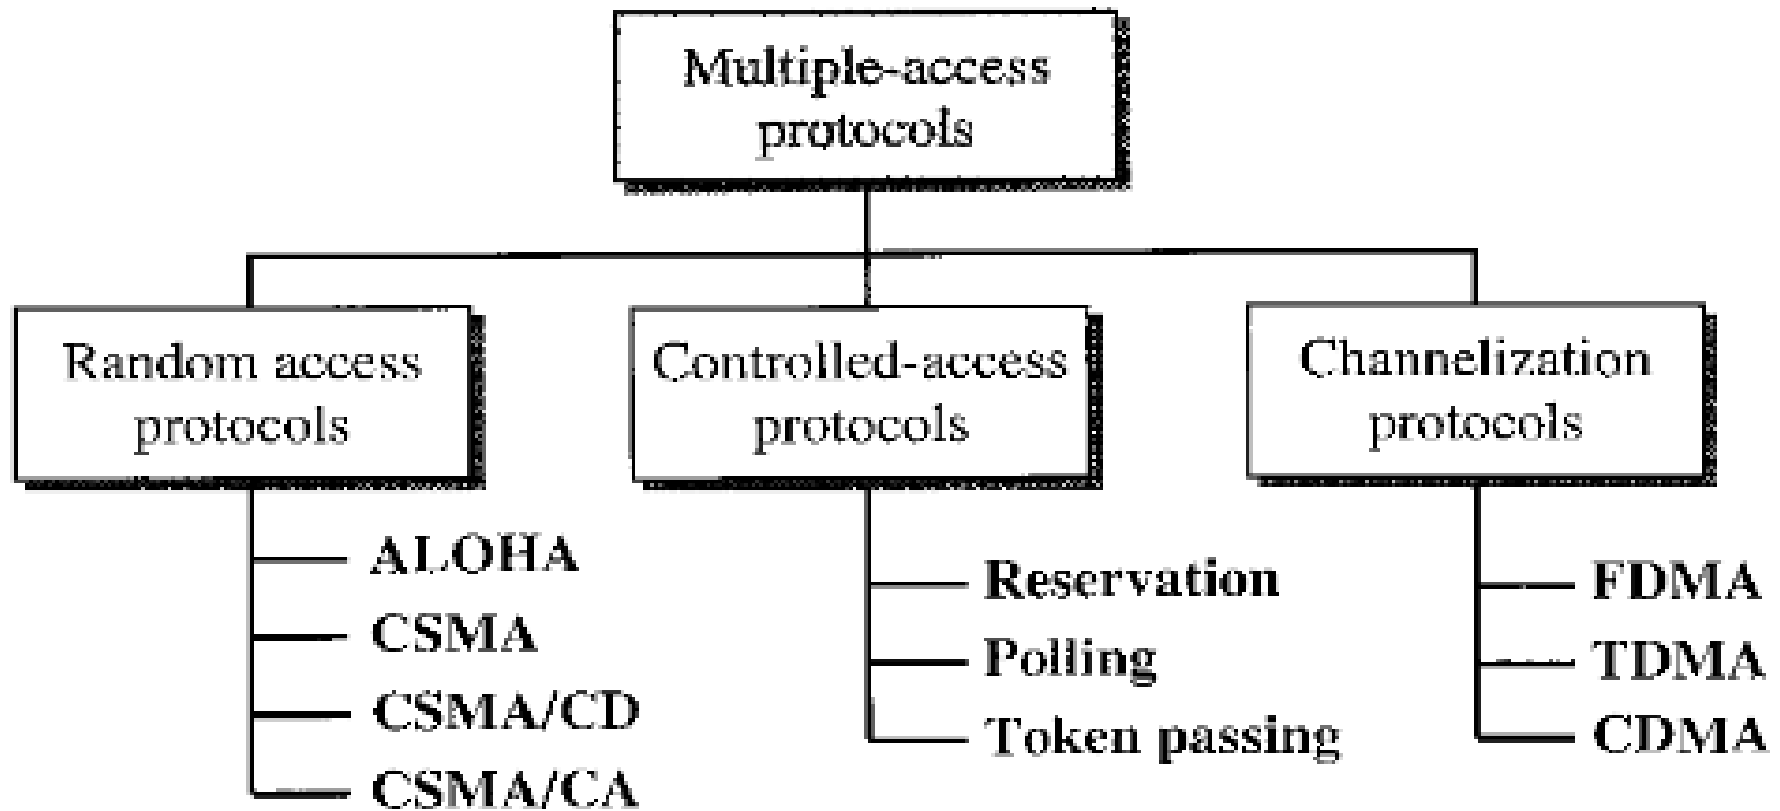 Multiple-access
protocols
Random access
protocols
Controlled-access
protocols
Channelization
protocols
ALOHA
CSMA
CSMA/CD
CSMA/CA
Reservation
Polling
Token passing
FDMA
TDMA
CDMA